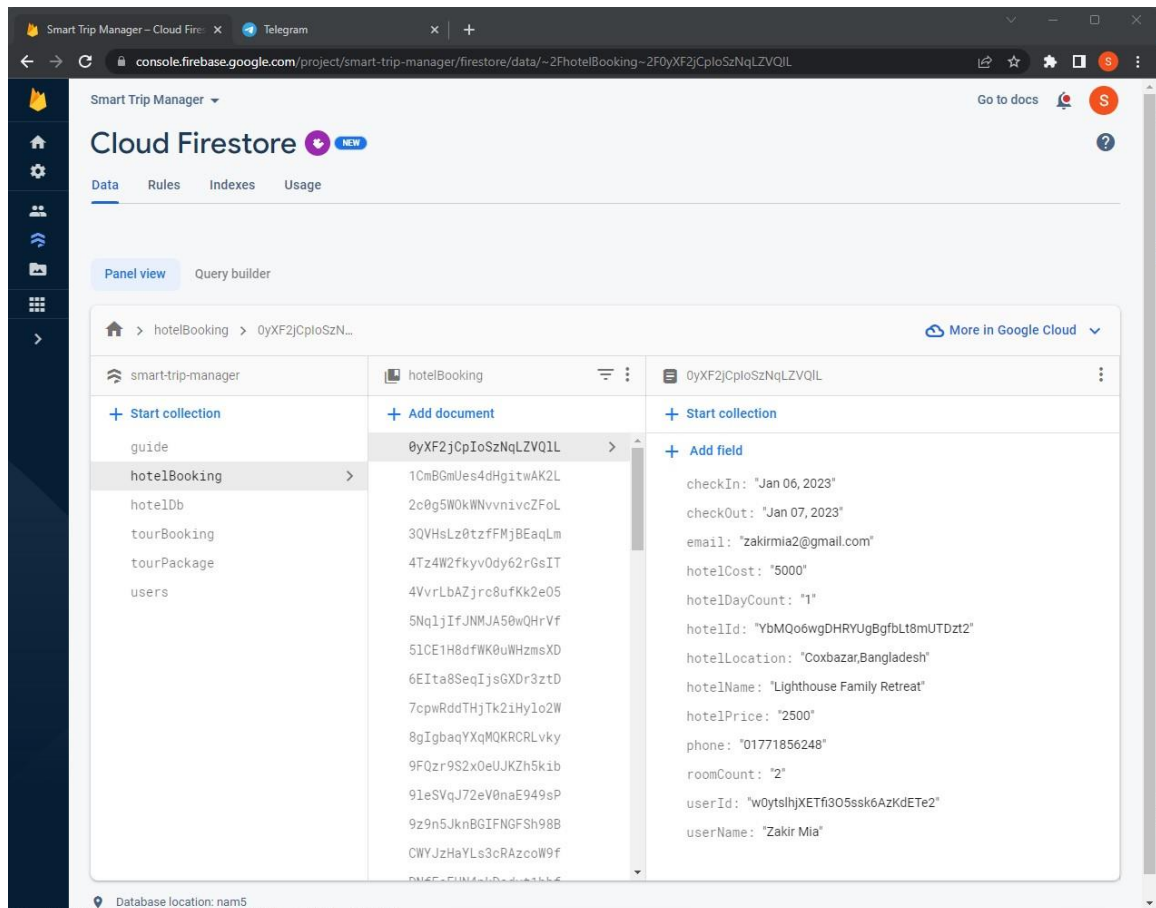 Smart Trip Manager – Cloud Fire
Telegram
console.firebase.google.com/project/smart-trip-manager/firestore/data/~2FhotelBooking~2F0yXF2jCpIoSzNqLZVQlL
S
Smart Trip Manager
Go to docs
S
Cloud Firestore
NEW
Data Rules Indexes Usage
Panel view Query builder
hotelBooking > 0yXF2jCpIoSzN...
More in Google Cloud
smart-trip-manager
hotelBooking
0yXF2jCpIoSzNqLZVQlL
+ Start collection
+ Add document
+ Start collection
guide
hotelBooking
hotelDb
tourBooking
tourPackage
users
0yXF2jCpIoSzNqLZVQlL
1CmBGmUes4dHgitwAK2L
2c0g5WOkWNvvnivcZFoL
3QVHsLz0tzfFMjBEaqLm
4Tz4W2fkyvOdy62rGsIT
4VvrLbAZjrc8ufKk2eO5
5NqljIfJNMJA50wQHrVf
5lCE1H8dfWK0uWHzmsXD
6EIta8SeqIjsGXDr3ztD
7cpwRddTHjTk2iHylo2W
8gIgbaqYXqMQKRCRLvky
9FQzr9S2xOeUJKZh5kib
9leSVqJ72eV0naE949sP
9z9n5JknBGIFNGFSh98B
CWYJzHaYLs3cRAzcoW9f
+ Add field
checkIn: "Jan 06, 2023"
checkOut: "Jan 07, 2023"
email: "zakirmia2@gmail.com"
hotelCost: "5000"
hotelDayCount: "1"
hotelId: "YbMQo6wgDHRYUgBgfbLt8mUTDzt2"
hotelLocation: "Coxbazar,Bangladesh"
hotelName: "Lighthouse Family Retreat"
hotelPrice: "2500"
phone: "01771856248"
roomCount: "2"
userId: "w0ytslhjXETfi3O5ssk6AzKdETe2"
userName: "Zakir Mia"
Database location: nam5